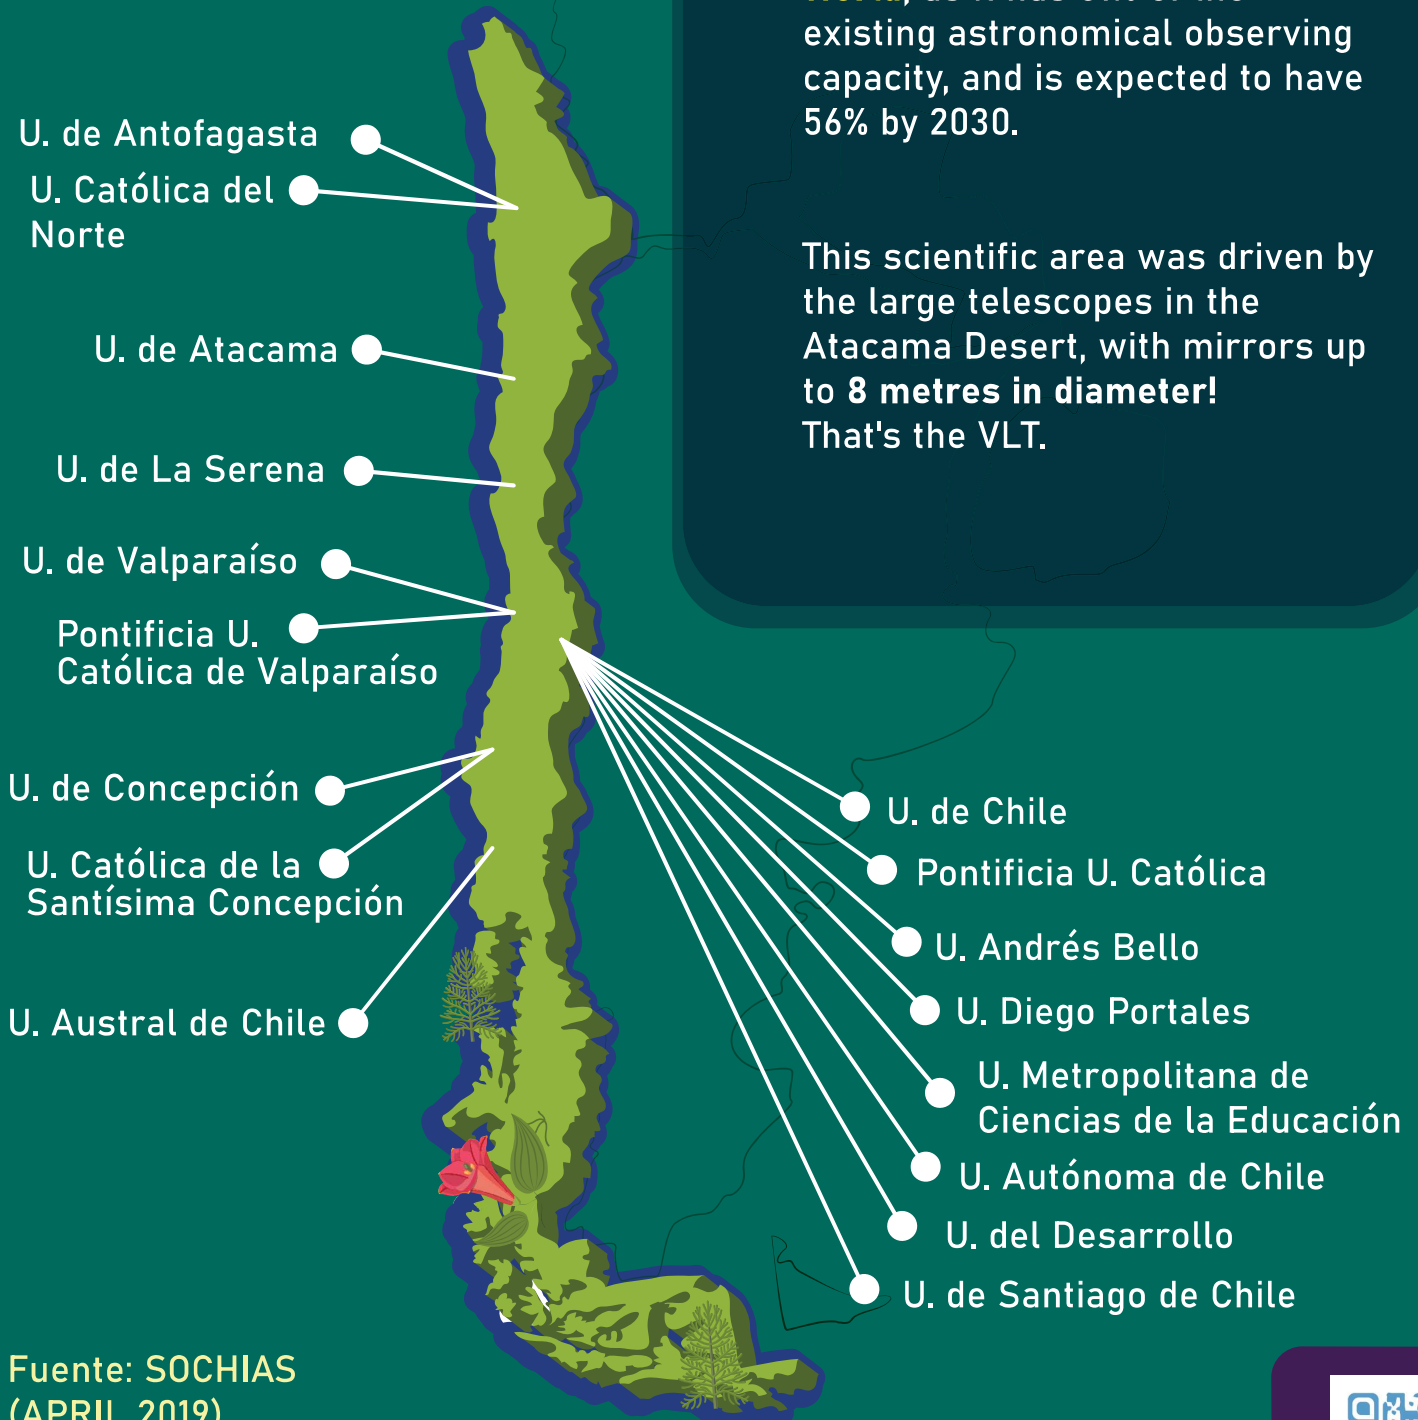 existing astronomical observing
capacity, and is expected to have
56% by 2030.
This scientific area was driven by
the large telescopes in the
Atacama Desert, with mirrors up
to 8 metres in diameter!
That's the VLT.
U. de Antofagasta
U. Católica del
Norte
U. de Atacama
U. de La Serena
U. de Valparaíso
Pontificia U.
Católica de Valparaíso
U. de Concepción
U. Católica de la
Santísima Concepción
U. Austral de Chile
U. de Chile
Pontificia U. Católica
U. Andrés Bello
U. Diego Portales
U. Metropolitana de
Ciencias de la Educación
U. Autónoma de Chile
U. del Desarrollo
U. de Santiago de Chile
Fuente: SOCHIAS
(APRIL 2019)